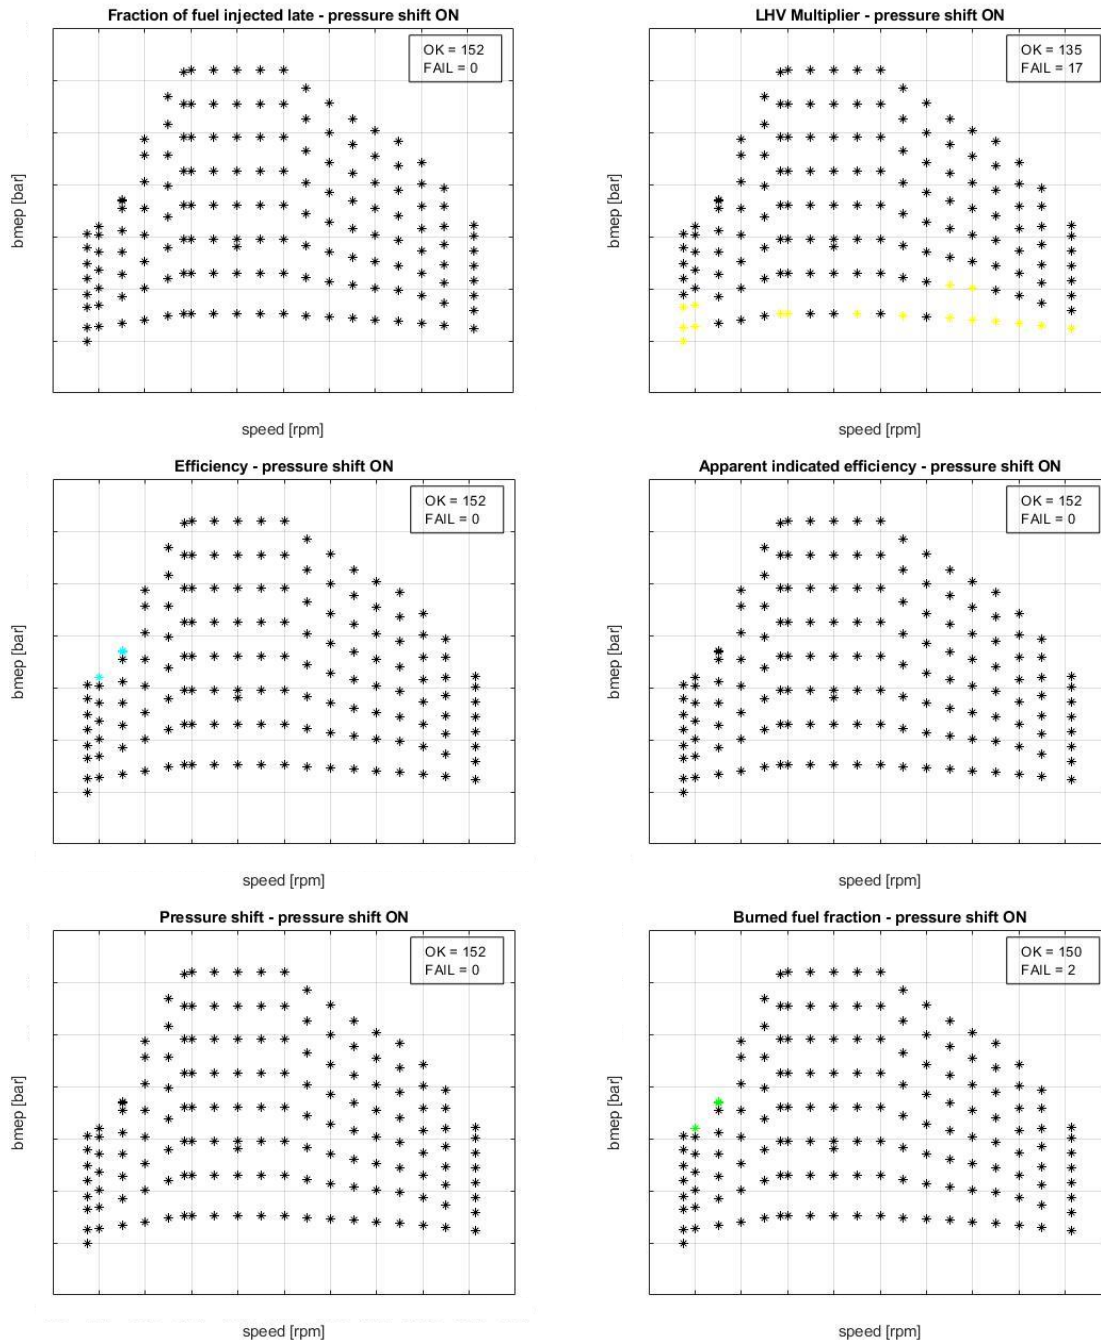 Fraction of fuel injected late - pressure shift ON
OK = 152
FAIL = 0
bmep [bar]
speed [rpm]
LHV Multiplier - pressure shift ON
OK = 135
FAIL = 17
bmep [bar]
speed [rpm]
Efficiency - pressure shift ON
OK = 152
FAIL = 0
bmep [bar]
speed [rpm]
Apparent indicated efficiency - pressure shift ON
OK = 152
FAIL = 0
bmep [bar]
speed [rpm]
Pressure shift - pressure shift ON
OK = 152
FAIL = 0
bmep [bar]
speed [rpm]
Burned fuel fraction - pressure shift ON
OK = 150
FAIL = 2
bmep [bar]
speed [rpm]